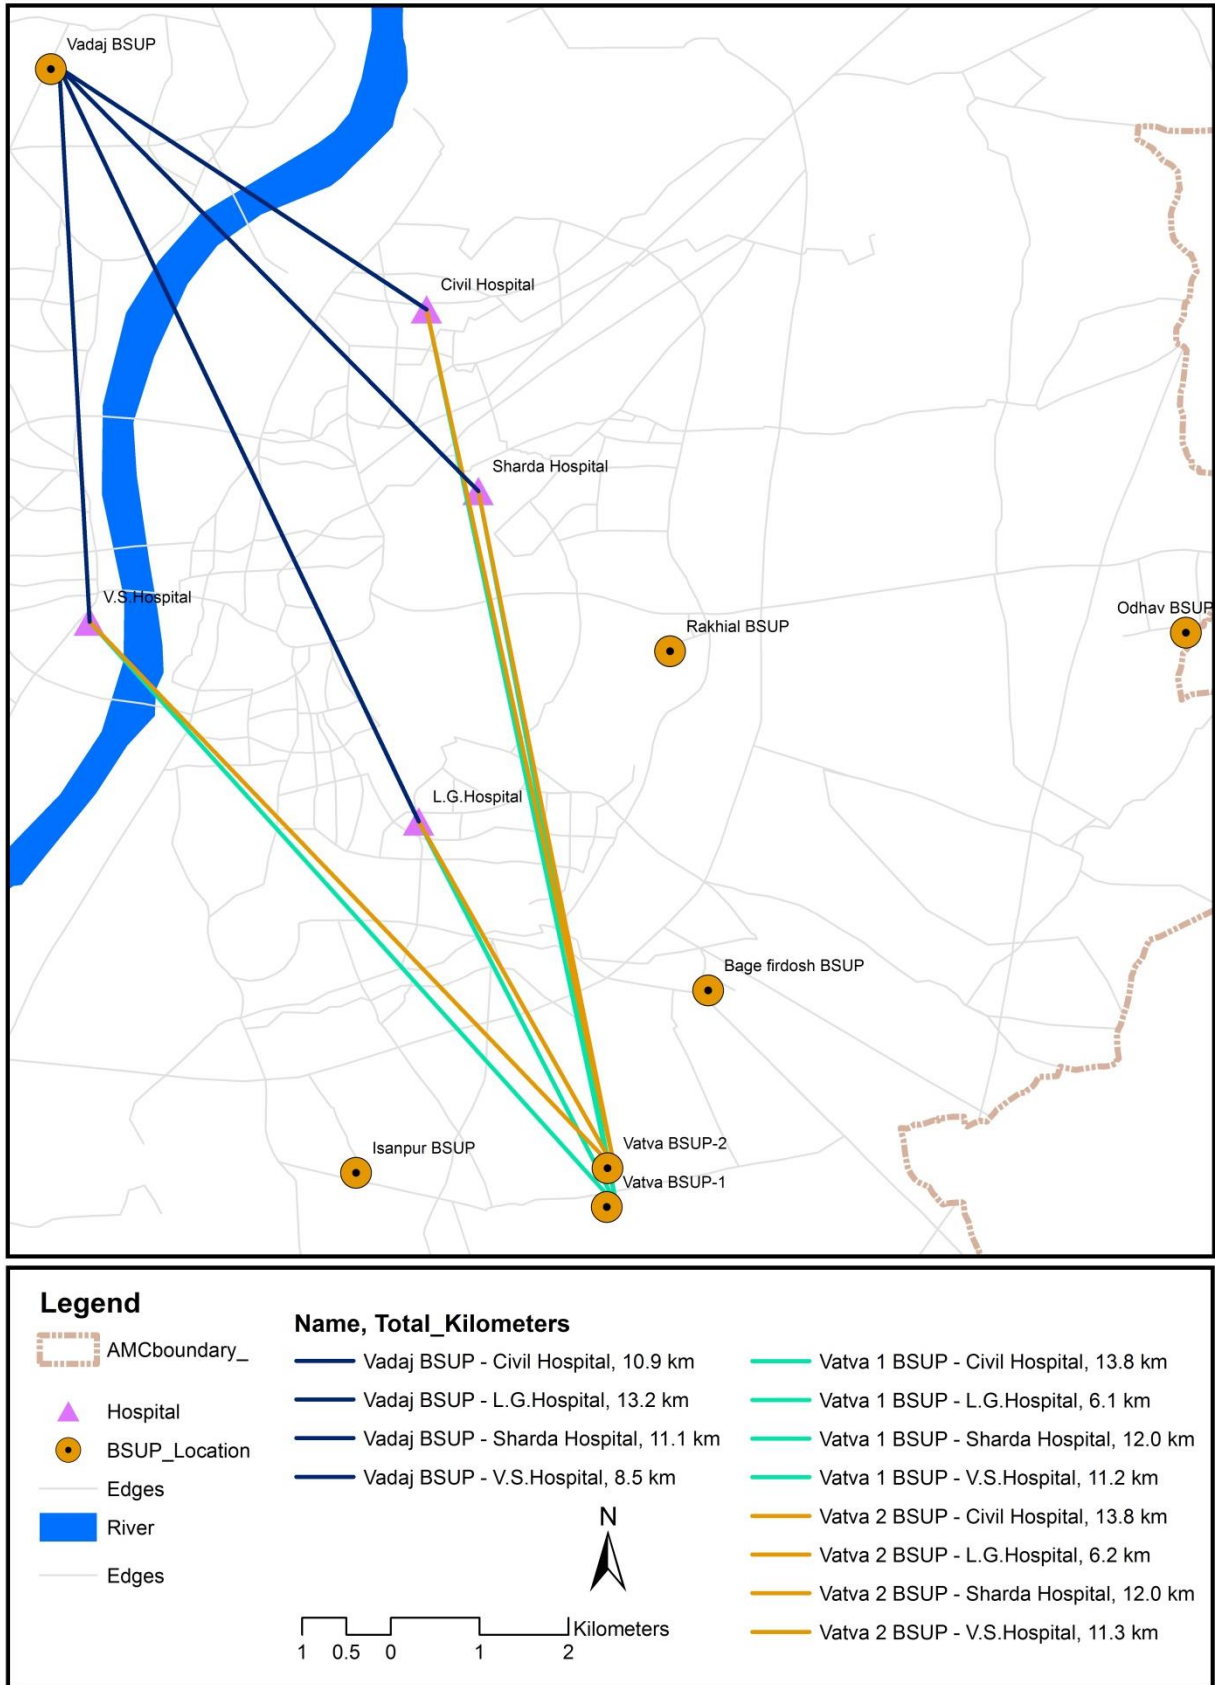 Vadaj BSUP
Civil Hospital
Sharda Hospital
V.S.Hospital
Odhav BSUP
Rakhial BSUP
L.G.Hospital
Bage firdosh BSUP
Vatva BSUP-2
Isanpur BSUP
Vatva BSUP-1
Legend
AMCboundary_
Hospital
BSUP_Location
Edges
River
Edges
Name, Total_Kilometers
Vadaj BSUP - Civil Hospital, 10.9 km
Vadaj BSUP - L.G.Hospital, 13.2 km
Vadaj BSUP - Sharda Hospital, 11.1 km
Vadaj BSUP - V.S.Hospital, 8.5 km
Vatva 1 BSUP - Civil Hospital, 13.8 km
Vatva 1 BSUP - L.G.Hospital, 6.1 km
Vatva 1 BSUP - Sharda Hospital, 12.0 km
Vatva 1 BSUP - V.S.Hospital, 11.2 km
Vatva 2 BSUP - Civil Hospital, 13.8 km
Vatva 2 BSUP - L.G.Hospital, 6.2 km
Vatva 2 BSUP - Sharda Hospital, 12.0 km
Vatva 2 BSUP - V.S.Hospital, 11.3 km
N
Kilometers
1 0.5 0 1 2